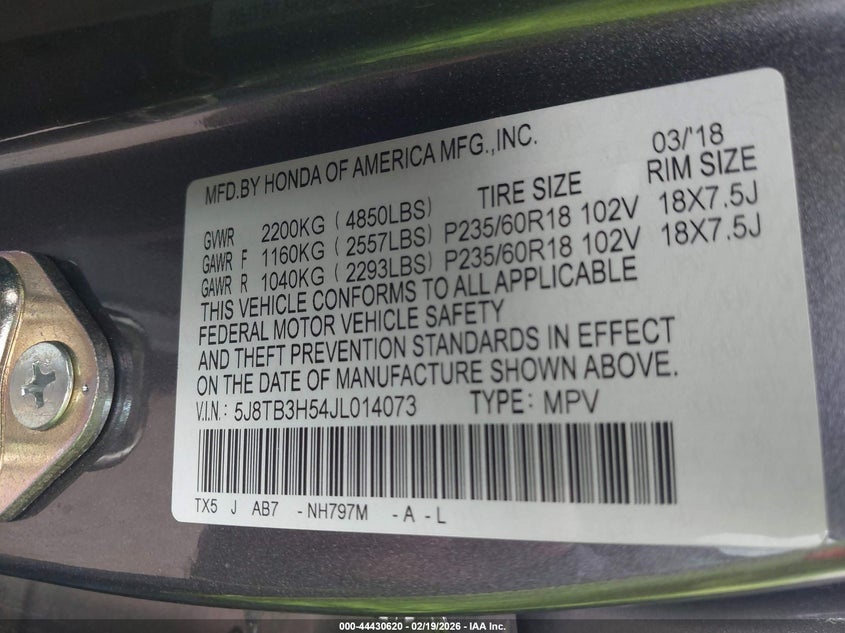 MFD.BY HONDA OF AMERICA MFG.,INC. 03/'18
TIRE SIZE RIM SIZE
GVWR 2200KG ( 4850LBS)
GAWR F 1160KG ( 2557LBS) P235/60R18 102V 18X7.5J
GAWR R 1040KG ( 2293LBS) P235/60R18 102V 18X7.5J
THIS VEHICLE CONFORMS TO ALL APPLICABLE
FEDERAL MOTOR VEHICLE SAFETY
AND THEFT PREVENTION STANDARDS IN EFFECT
ON THE DATE OF MANUFACTURE SHOWN ABOVE.
V.I.N.: 5J8TB3H54JL014073 TYPE: MPV
TX5 J AB7 -NH797M -A-L
000-44430620 - 02/19/2026 - IAA Inc.